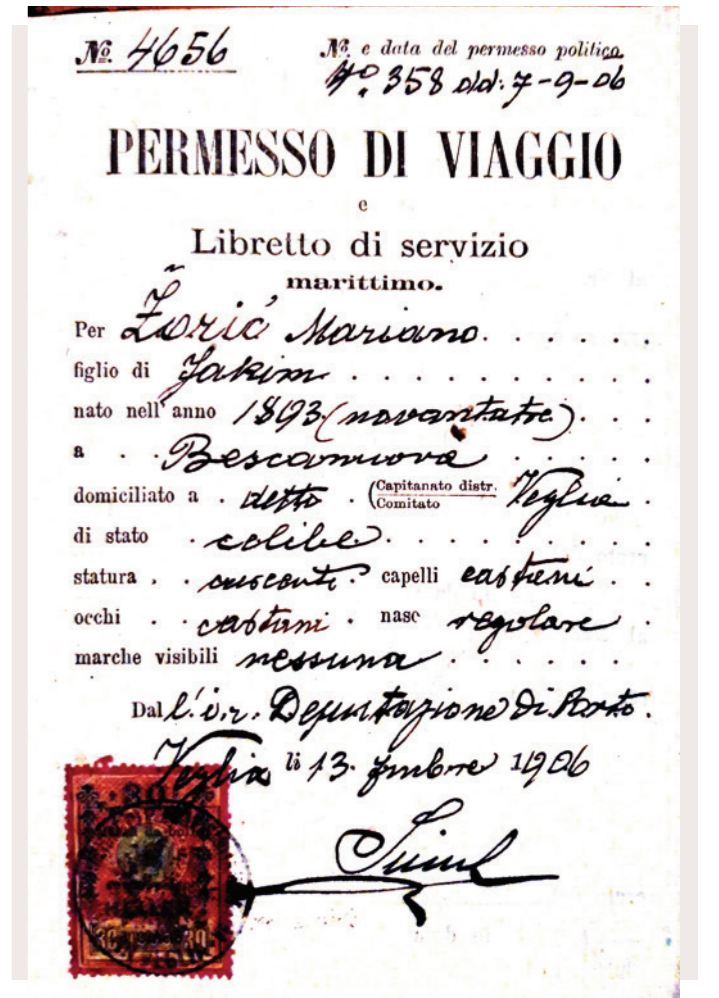 № 4656
№ e data del permesso politico
No 358 dd: 7-9-06
PERMESSO DI VIAGGIO
e
Libretto di servizio
marittimo.
Per Žorić Mariano
figlio di Jakim
nato nell'anno 1893 (novantatre)
a Bescanuova
domiciliato a detto (Capitanato distr. Veglia
Comitato
di stato celibe
statura crescente capelli castani
occhi castani naso regolare
marche visibili nessuna
Dal l'i.r. Deputazione di Porto.
Veglia li 13. 1906
30 30